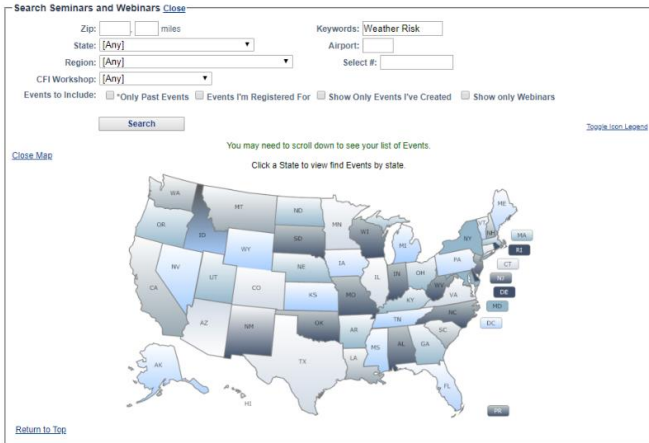 Search Seminars and Webinars Close
Zip: , miles Keywords: Weather Risk
State: [Any] Airport:
Region: [Any] Select #:
CFI Workshop: [Any]
Events to Include: *Only Past Events Events I'm Registered For Show Only Events I've Created Show only Webinars
Search
Toggle Icon Legend
You may need to scroll down to see your list of Events.
Close Map
Click a State to view find Events by state.
WA
MT
ND
MN
ME
OR
ID
SD
WI
MI
VT
NH
NY
MA
RI
WY
IA
PA
CT
NV
NE
IL
IN
OH
NJ
UT
CO
KS
MO
WV
VA
DE
CA
KY
MD
NC
DC
AZ
NM
OK
AR
TN
SC
MS
AL
GA
TX
LA
AK
FL
HI
PR
Return to Top